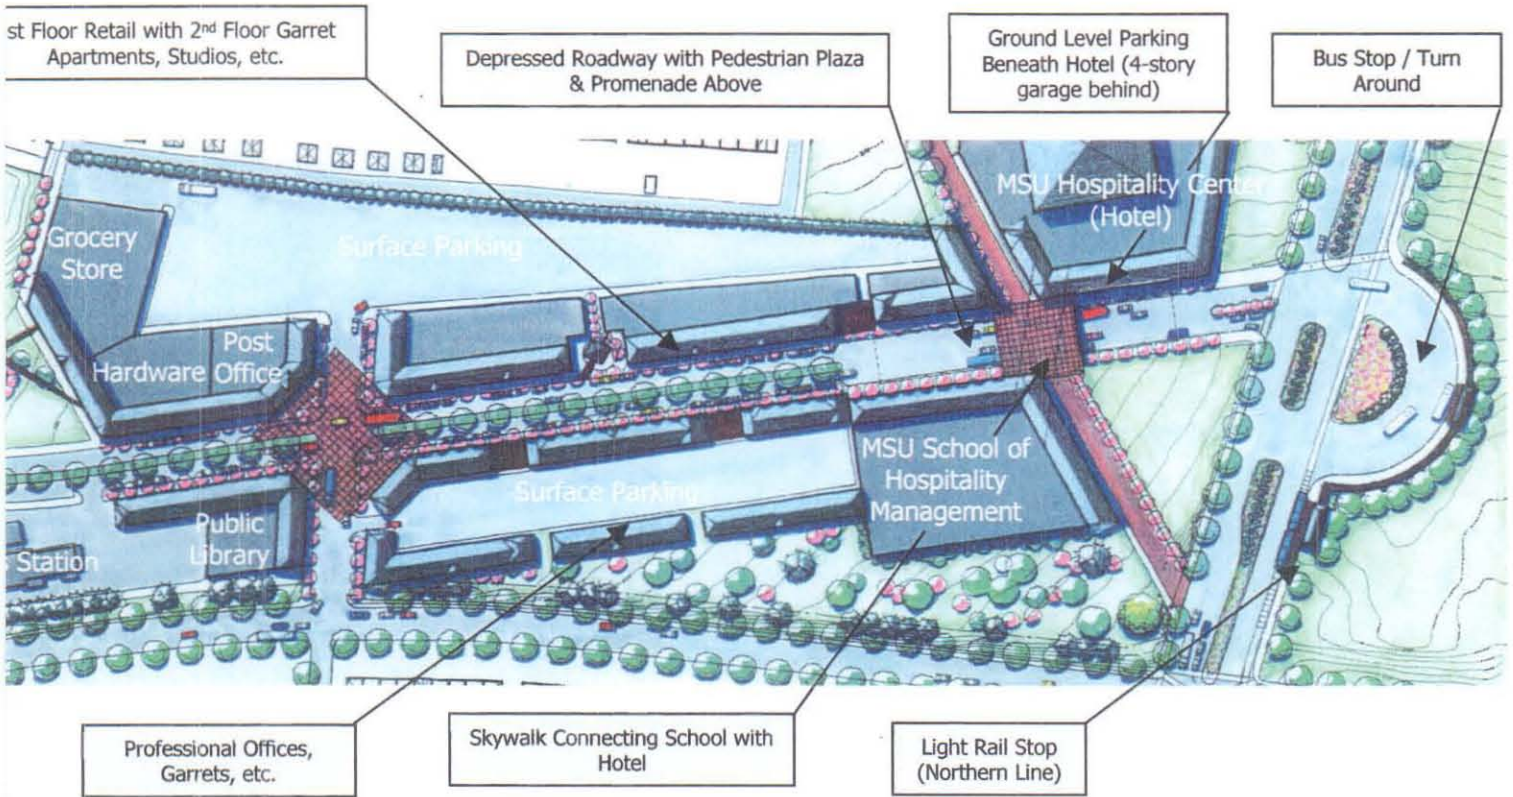 st Floor Retail with 2nd Floor Garret
Apartments, Studios, etc.
Depressed Roadway with Pedestrian Plaza
& Promenade Above
Ground Level Parking
Beneath Hotel (4-story
garage behind)
Bus Stop / Turn
Around
MSU Hospitality Center
(Hotel)
Grocery
Store
Surface Parking
Post
Hardware Office
MSU School of
Hospitality
Management
Surface Parking
Public
Library
s Station
Professional Offices,
Garrets, etc.
Skywalk Connecting School with
Hotel
Light Rail Stop
(Northern Line)